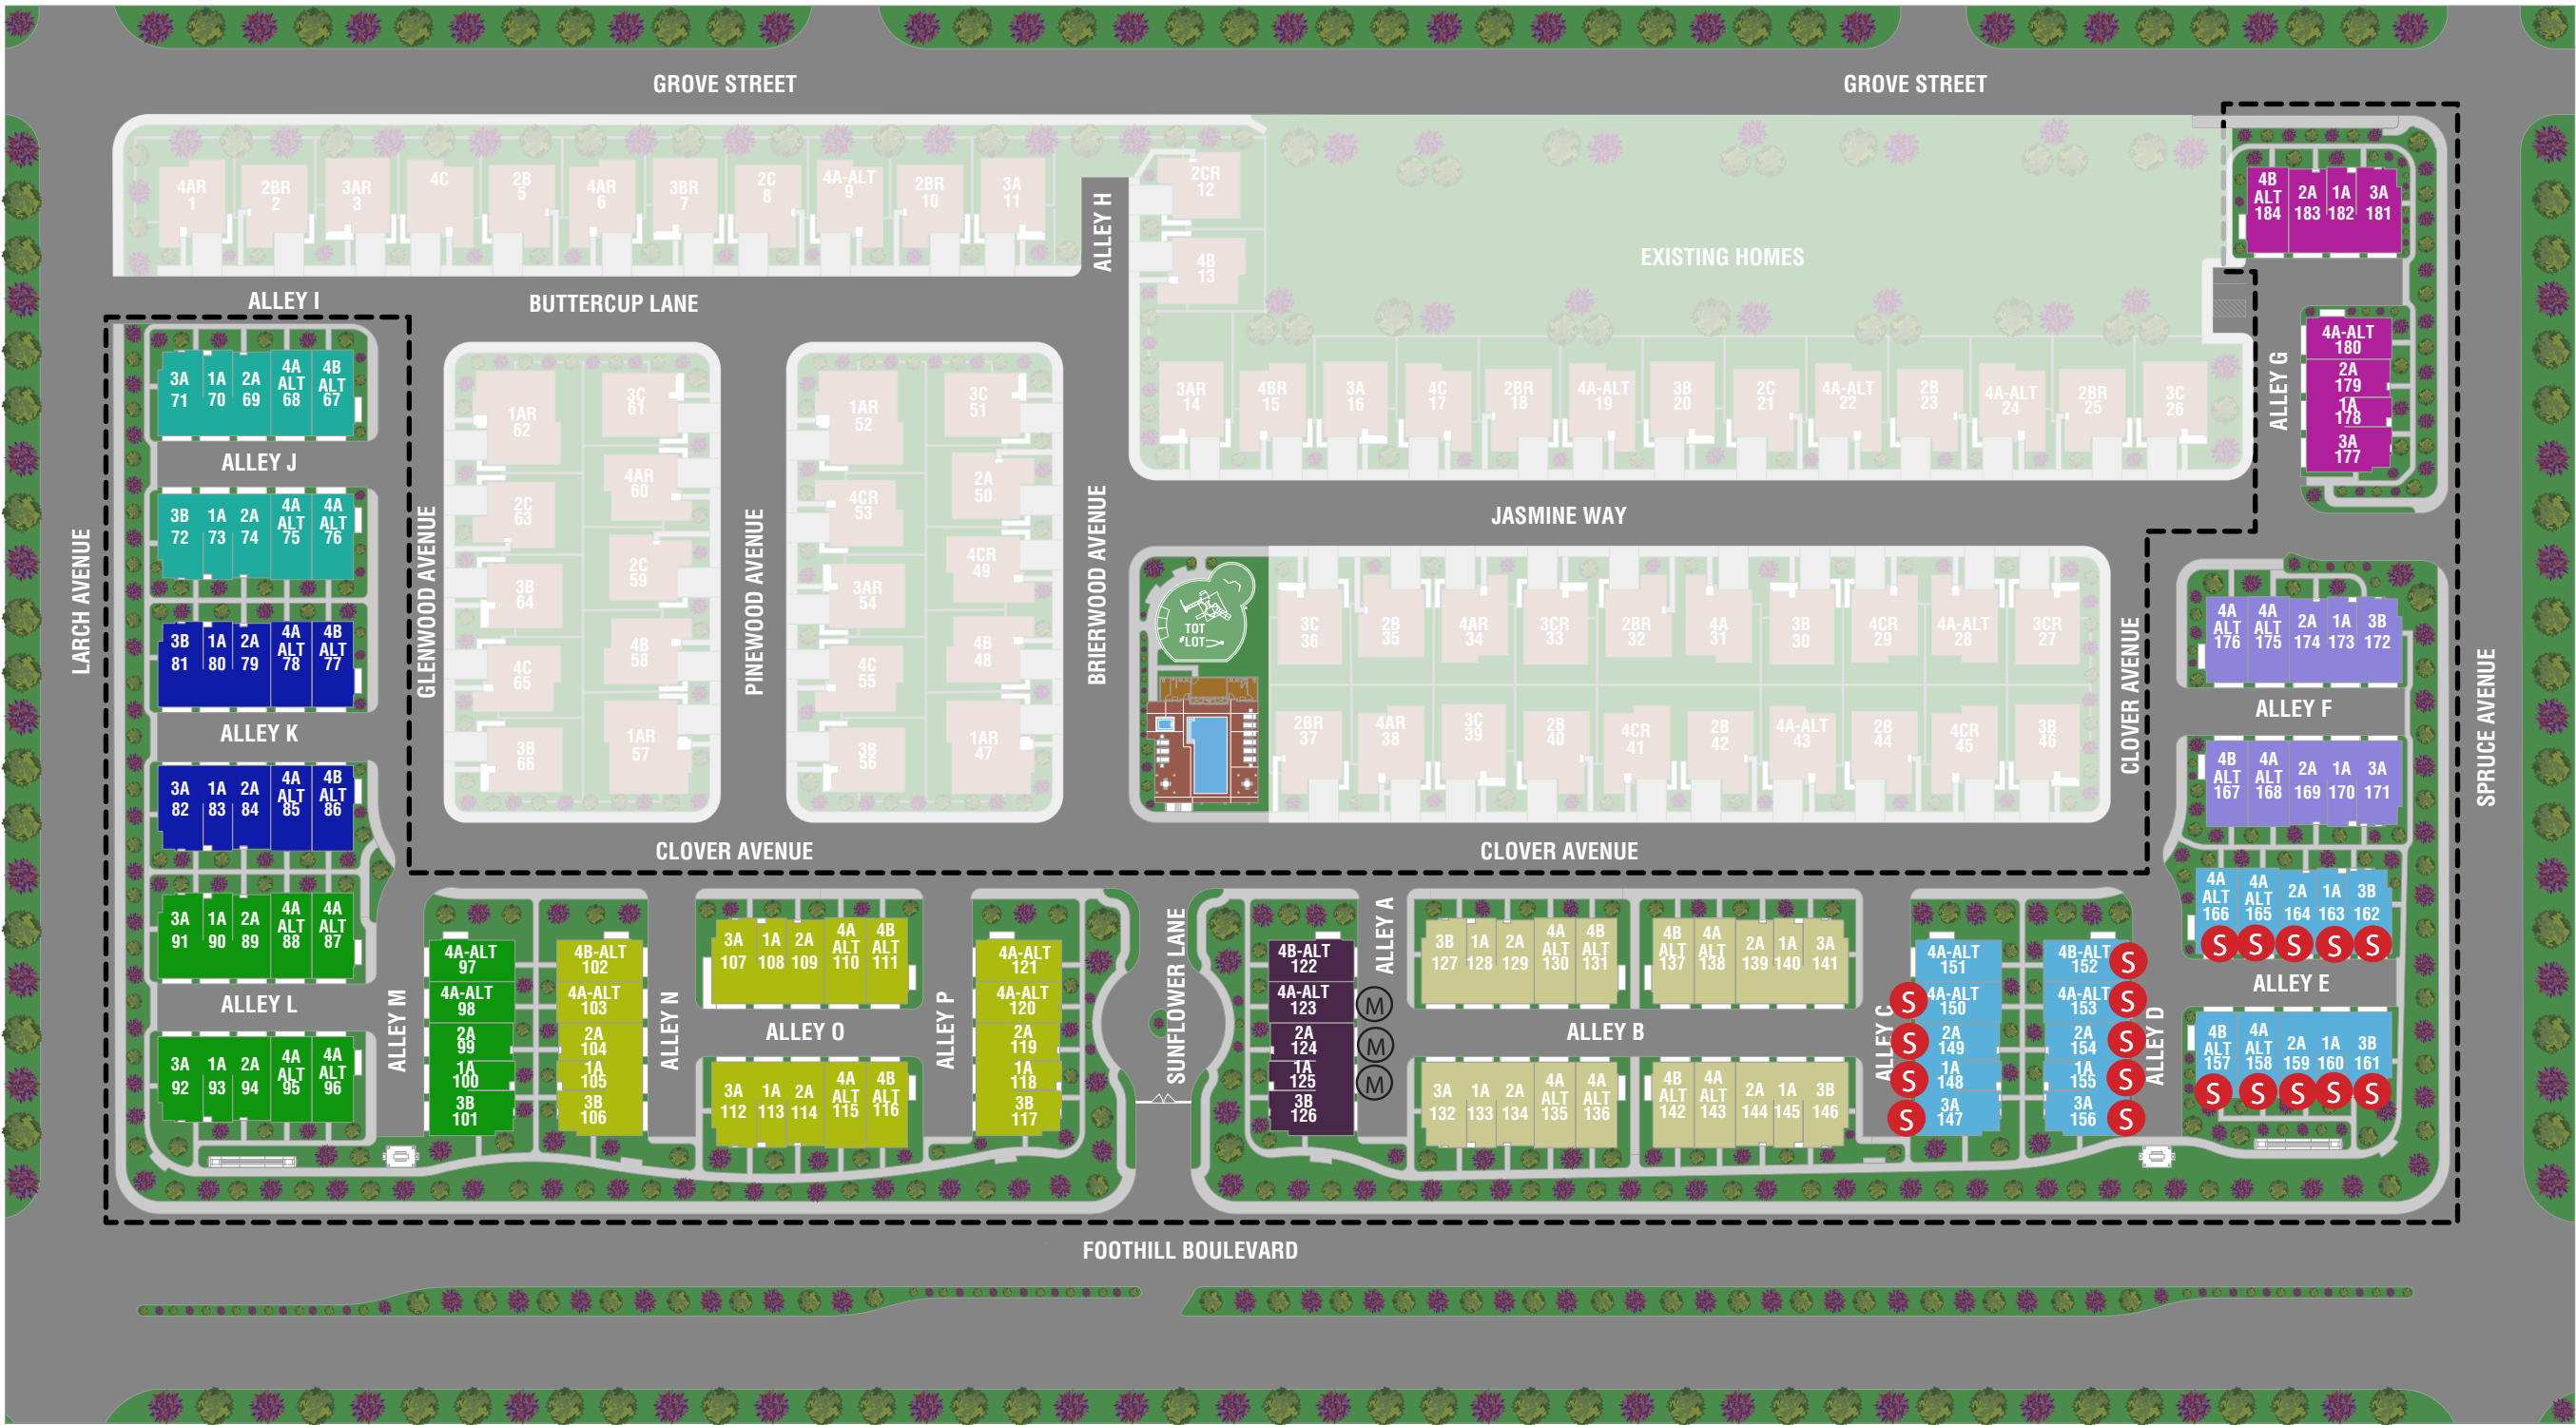 GROVE STREET
GROVE STREET
4AR
1
2BR
2
3AR
3
4C
2B
5
4AR
6
3BR
7
2C
8
4A-ALT
9
2BR
10
3A
11
ALLEY H
2CR
12
4B
13
EXISTING HOMES
4B
ALT
184
2A
183
1A
182
3A
181
ALLEY I
BUTTERCUP LANE
4A-ALT
180
2A
179
1A
178
3A
177
ALLEY G
3A
71
1A
70
2A
69
4A
ALT
68
4B
ALT
67
ALLEY J
3B
72
1A
73
2A
74
4A
ALT
75
4A
ALT
76
3B
81
1A
80
2A
79
4A
ALT
78
4B
ALT
77
ALLEY K
3A
82
1A
83
2A
84
4A
ALT
85
4B
ALT
86
3A
91
1A
90
2A
89
4A
ALT
88
4A
ALT
87
ALLEY L
3A
92
1A
93
2A
94
4A
ALT
95
4A
ALT
96
LARCH AVENUE
GLENWOOD AVENUE
1AR
62
3C
61
2C
63
4AR
60
3B
64
2C
59
4C
65
4B
58
3B
66
1AR
57
PINEWOOD AVENUE
1AR
52
3C
51
4CR
53
2A
50
3AR
54
4CR
49
4C
55
4B
48
3B
56
1AR
47
BRIERWOOD AVENUE
3AR
14
4BR
15
3A
16
4C
17
2BR
18
4A-ALT
19
3B
20
2C
21
4A-ALT
22
2B
23
4A-ALT
24
2BR
25
3C
26
JASMINE WAY
TOT
LOT
3C
36
2B
35
4AR
34
3CR
33
2BR
32
4A
31
3B
30
4CR
29
4A-ALT
28
3CR
27
2BR
37
4AR
38
3C
39
2B
40
4CR
41
2B
42
4A-ALT
43
2B
44
4CR
45
3B
46
CLOVER AVENUE
SPRUCE AVENUE
4A
ALT
176
4A
ALT
175
2A
174
1A
173
3B
172
ALLEY F
4B
ALT
167
4A
ALT
168
2A
169
1A
170
3A
171
CLOVER AVENUE
CLOVER AVENUE
4A
ALT
166
4A
ALT
165
2A
164
1A
163
3B
162
S
S
S
S
S
ALLEY E
4B
ALT
157
4A
ALT
158
2A
159
1A
160
3B
161
S
S
S
S
S
ALLEY M
4A-ALT
97
4A-ALT
98
2A
99
1A
100
3B
101
4B-ALT
102
4A-ALT
103
2A
104
1A
105
3B
106
ALLEY N
3A
107
1A
108
2A
109
4A
ALT
110
4B
ALT
111
ALLEY O
3A
112
1A
113
2A
114
4A
ALT
115
4B
ALT
116
ALLEY P
4A-ALT
121
4A-ALT
120
2A
119
1A
118
3B
117
SUNFLOWER LANE
4B-ALT
122
4A-ALT
123
2A
124
1A
125
3B
126
ALLEY A
M
M
M
3B
127
1A
128
2A
129
4A
ALT
130
4B
ALT
131
4B
ALT
137
4A
ALT
138
2A
139
1A
140
3A
141
ALLEY B
3A
132
1A
133
2A
134
4A
ALT
135
4A
ALT
136
4B
ALT
142
4A
ALT
143
2A
144
1A
145
3B
146
ALLEY C
4A-ALT
151
4A-ALT
150
2A
149
1A
148
3A
147
S
S
S
S
4B-ALT
152
4A-ALT
153
2A
154
1A
155
3A
156
S
S
S
S
S
ALLEY D
FOOTHILL BOULEVARD